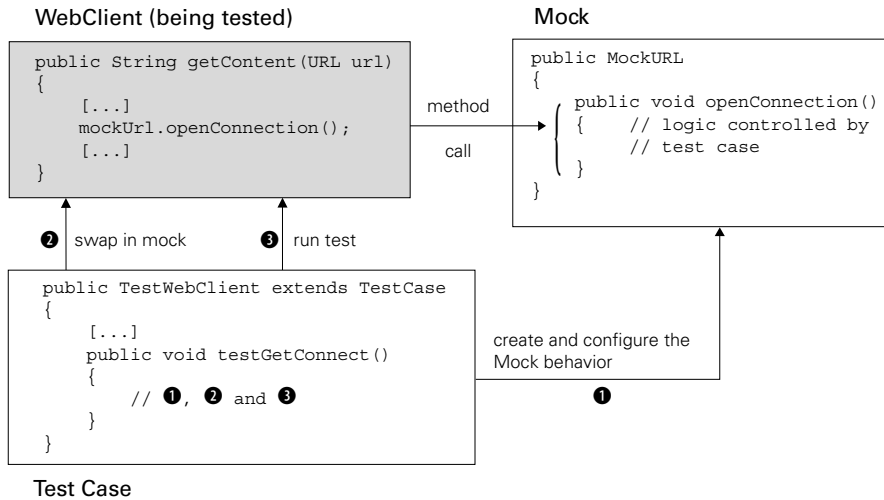 WebClient (being tested)
public String getContent(URL url)
{
[...]
mockUrl.openConnection();
[...]
}
method
call
Mock
public MockURL
{
public void openConnection()
{ // logic controlled by
// test case
}
}
❷ swap in mock
❸ run test
public TestWebClient extends TestCase
{
[...]
public void testGetConnect()
{
// ❶, ❷ and ❸
}
}
Test Case
create and configure the
Mock behavior
❶